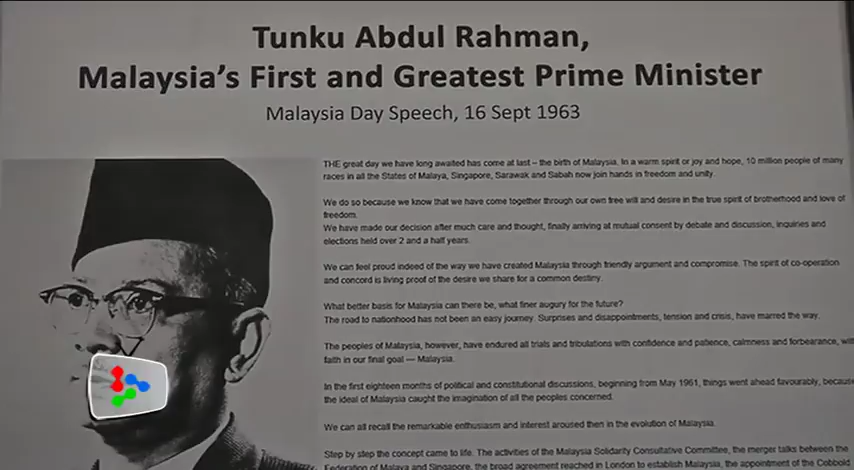 Tunku Abdul Rahman,
Malaysia's First and Greatest Prime Minister
Malaysia Day Speech, 16 Sept 1963
THE great day we have long awaited has come at last – the birth of Malaysia. In a warm spirit or joy and hope, 10 million people of many
races in all the States of Malaya, Singapore, Sarawak and Sabah now join hands in freedom and unity.
We do so because we know that we have come together through our own free will and desire in the true spirit of brotherhood and love of
freedom.
We have made our decision after much care and thought, finally arriving at mutual consent by debate and discussion, inquiries and
elections held over 2 and a half years.
We can feel proud indeed of the way we have created Malaysia through friendly argument and compromise. The spirit of co-operation
and concord is living proof of the desire we share for a common destiny.
What better basis for Malaysia can there be, what finer augury for the future?
The road to nationhood has not been an easy journey. Surprises and disappointments, tension and crisis, have marred the way.
The peoples of Malaysia, however, have endured all trials and tribulations with confidence and patience, calmness and forbearance, wit
faith in our final goal — Malaysia.
In the first eighteen months of political and constitutional discussions, beginning from May 1961, things went ahead favourably, because
the ideal of Malaysia caught the imagination of all the peoples concerned.
We can all recall the remarkable enthusiasm and interest aroused then in the evolution of Malaysia.
Step by step the concept came to life. The activities of the Malaysia Solidarity Consultative Committee, the merger talks between the
Federation of Malaya and Singapore, the broad agreement reached in London to establish Malaysia, the appointment of the Cobbold